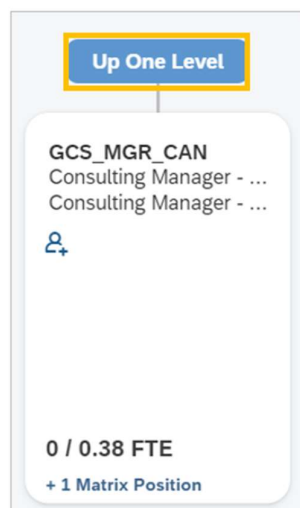 Up One Level
GCS_MGR_CAN
Consulting Manager - ...
Consulting Manager - ...
0 / 0.38 FTE
+ 1 Matrix Position